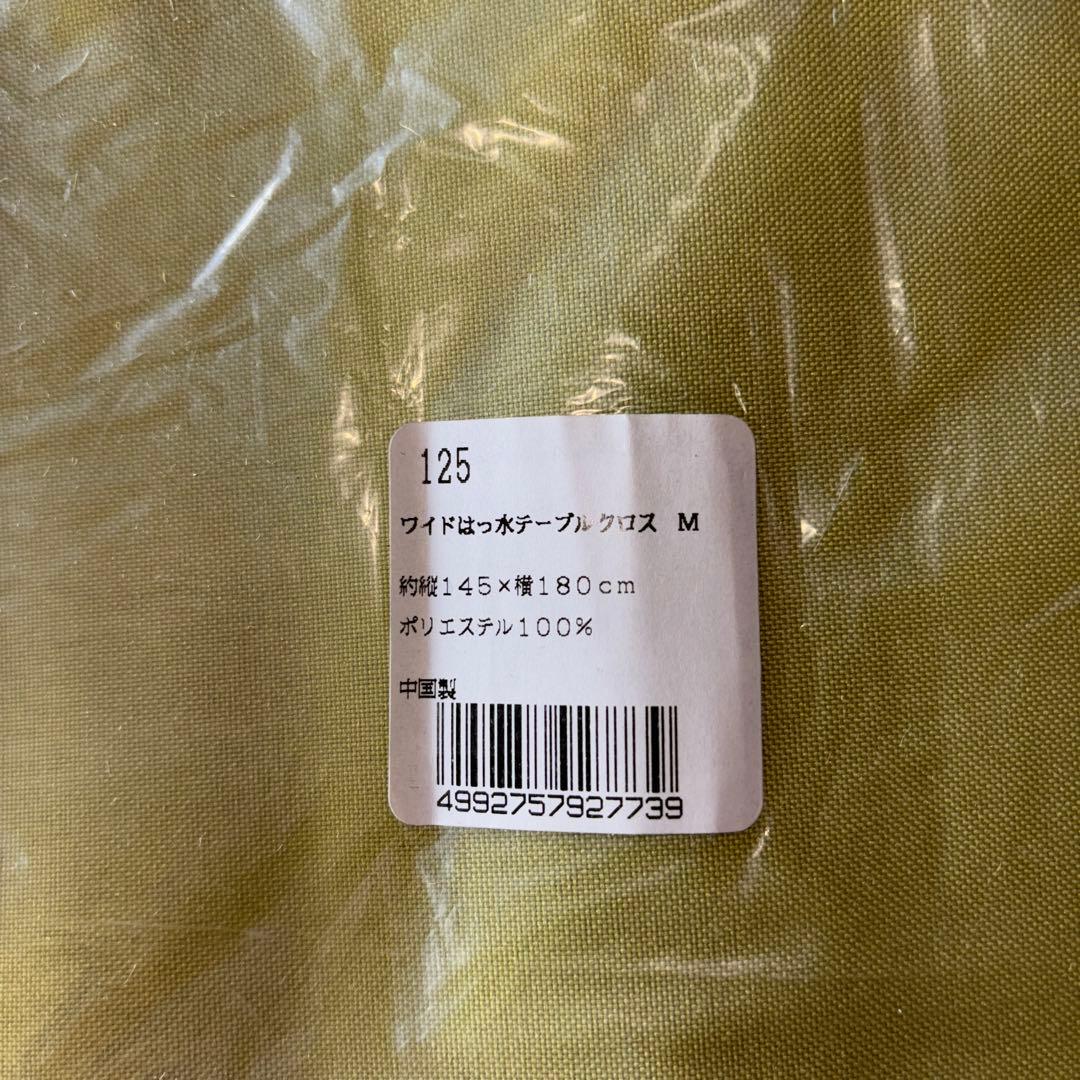 125
ワイドはっ水テーブルクロス　M
約縦145×横180cm
ポリエステル100%
中国製
4992757927739